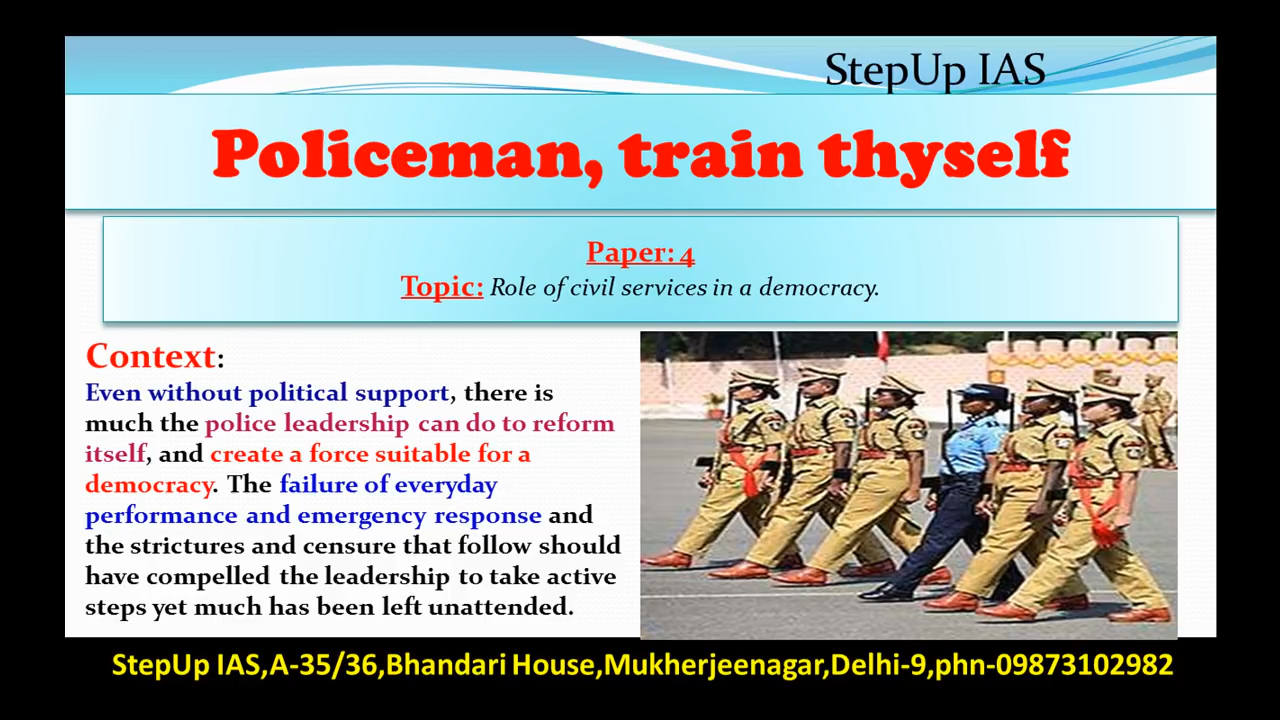 StepUp IAS
Policeman, train thyself
Paper: 4
Topic: Role of civil services in a democracy.
Context:
Even without political support, there is
much the police leadership can do to reform
itself, and create a force suitable for a
democracy. The failure of everyday
performance and emergency response and
the strictures and censure that follow should
have compelled the leadership to take active
steps yet much has been left unattended.
StepUp IAS,A-35/36,Bhandari House,Mukherjeenagar,Delhi-9,phn-09873102982